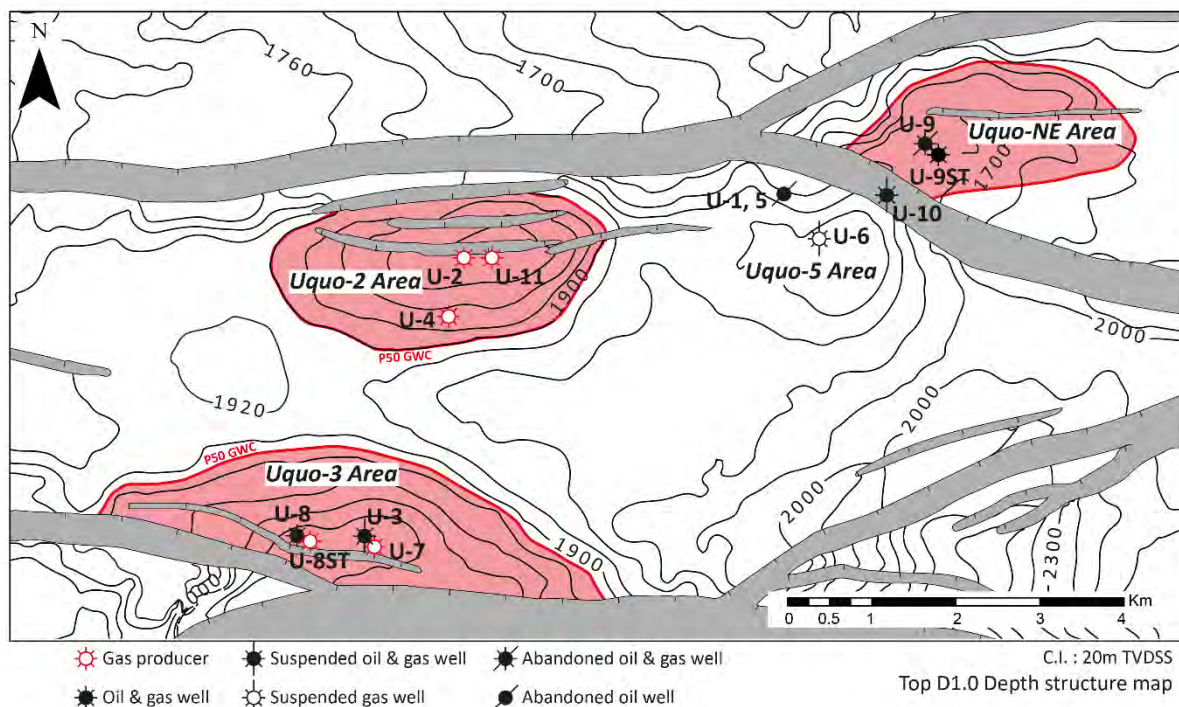 N
1760
1700
U-9
Uquo-NE Area
U-9ST
1700
U-1, 5
U-10
U-6
Uquo-5 Area
Uquo-2 Area
U-2
U-11
U-4
1900
P50 GWC
2000
1920
2000
P50 GWC
Uquo-3 Area
U-8
U-3
U-8ST
U-7
1900
2000
2300
Km
0 0.5 1 2 3 4
Gas producer
Suspended oil & gas well
Abandoned oil & gas well
C.I. : 20m TVDSS
Oil & gas well
Suspended gas well
Abandoned oil well
Top D1.0 Depth structure map